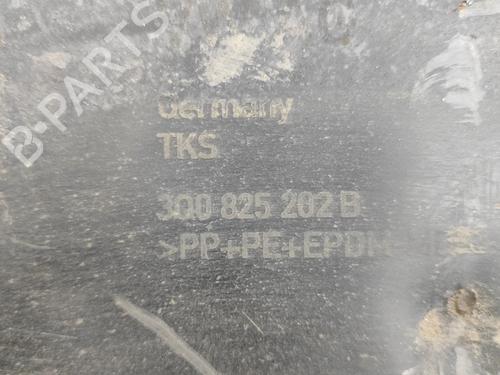 B-PARTS
Germany
TKS
3Q0 825 202 B
>PP+PE+EPDM